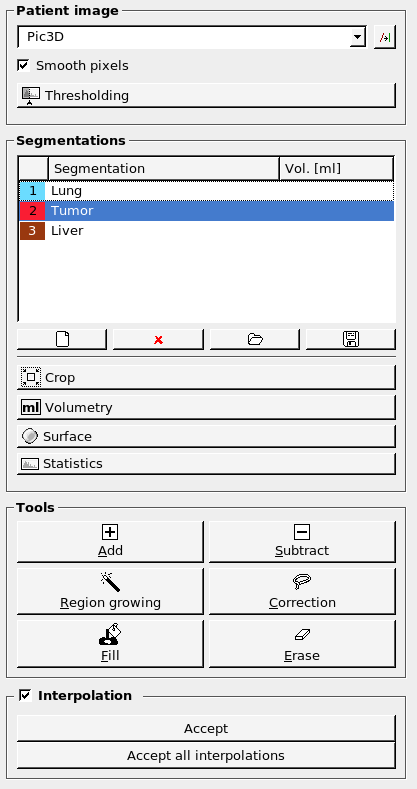 Patient image
Pic3D
Smooth pixels
Thresholding
Segmentations
Segmentation Vol. [ml]
1 Lung
2 Tumor
3 Liver
Crop
ml Volumetry
Surface
Statistics
Tools
Add Subtract
Region growing Correction
Fill Erase
Interpolation
Accept
Accept all interpolations